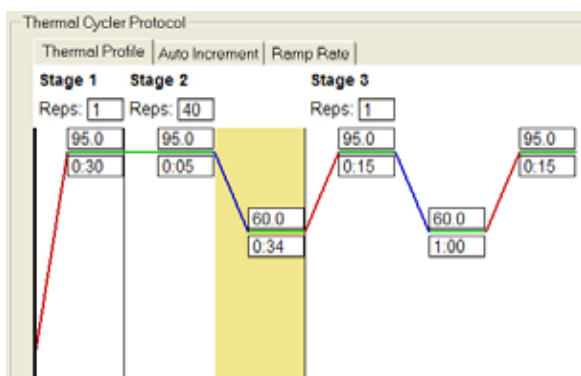 Thermal Cycler Protocol
Thermal Profile Auto Increment Ramp Rate
Stage 1 Stage 2 Stage 3
Reps: 1 Reps: 40 Reps: 1
95.0 95.0 95.0 95.0
0:30 0:05 0:15 0:15
60.0 60.0
0:34 1:00